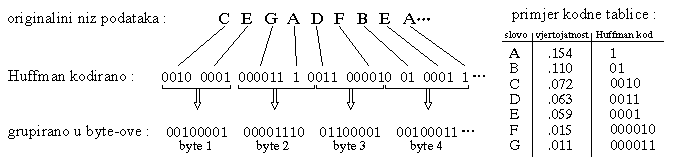 originalini niz podataka : C E G A D F B E A...
Huffman kodirano : 0010 0001 000011 1 0011 000010 01 0001 1 ...
grupirano u byte-ove : 00100001 00001110 01100001 00100011 ...
byte 1 byte 2 byte 3 byte 4
primjer kodne tablice :
slovo vjertojatnost Huffman kod
A .154 1
B .110 01
C .072 0010
D .063 0011
E .059 0001
F .015 000010
G .011 000011